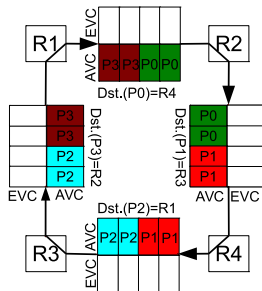 EVC
R1
R2
AVC
P3 P3 P0 P0
Dst.(P0)=R4
P3
P3
P2
P2
Dst.(P3)=R2
EVC AVC
Dst.(P1)=R3
P0
P0
P1
P1
AVC EVC
Dst.(P2)=R1
AVC
P2 P2 P1 P1
R3
R4
EVC